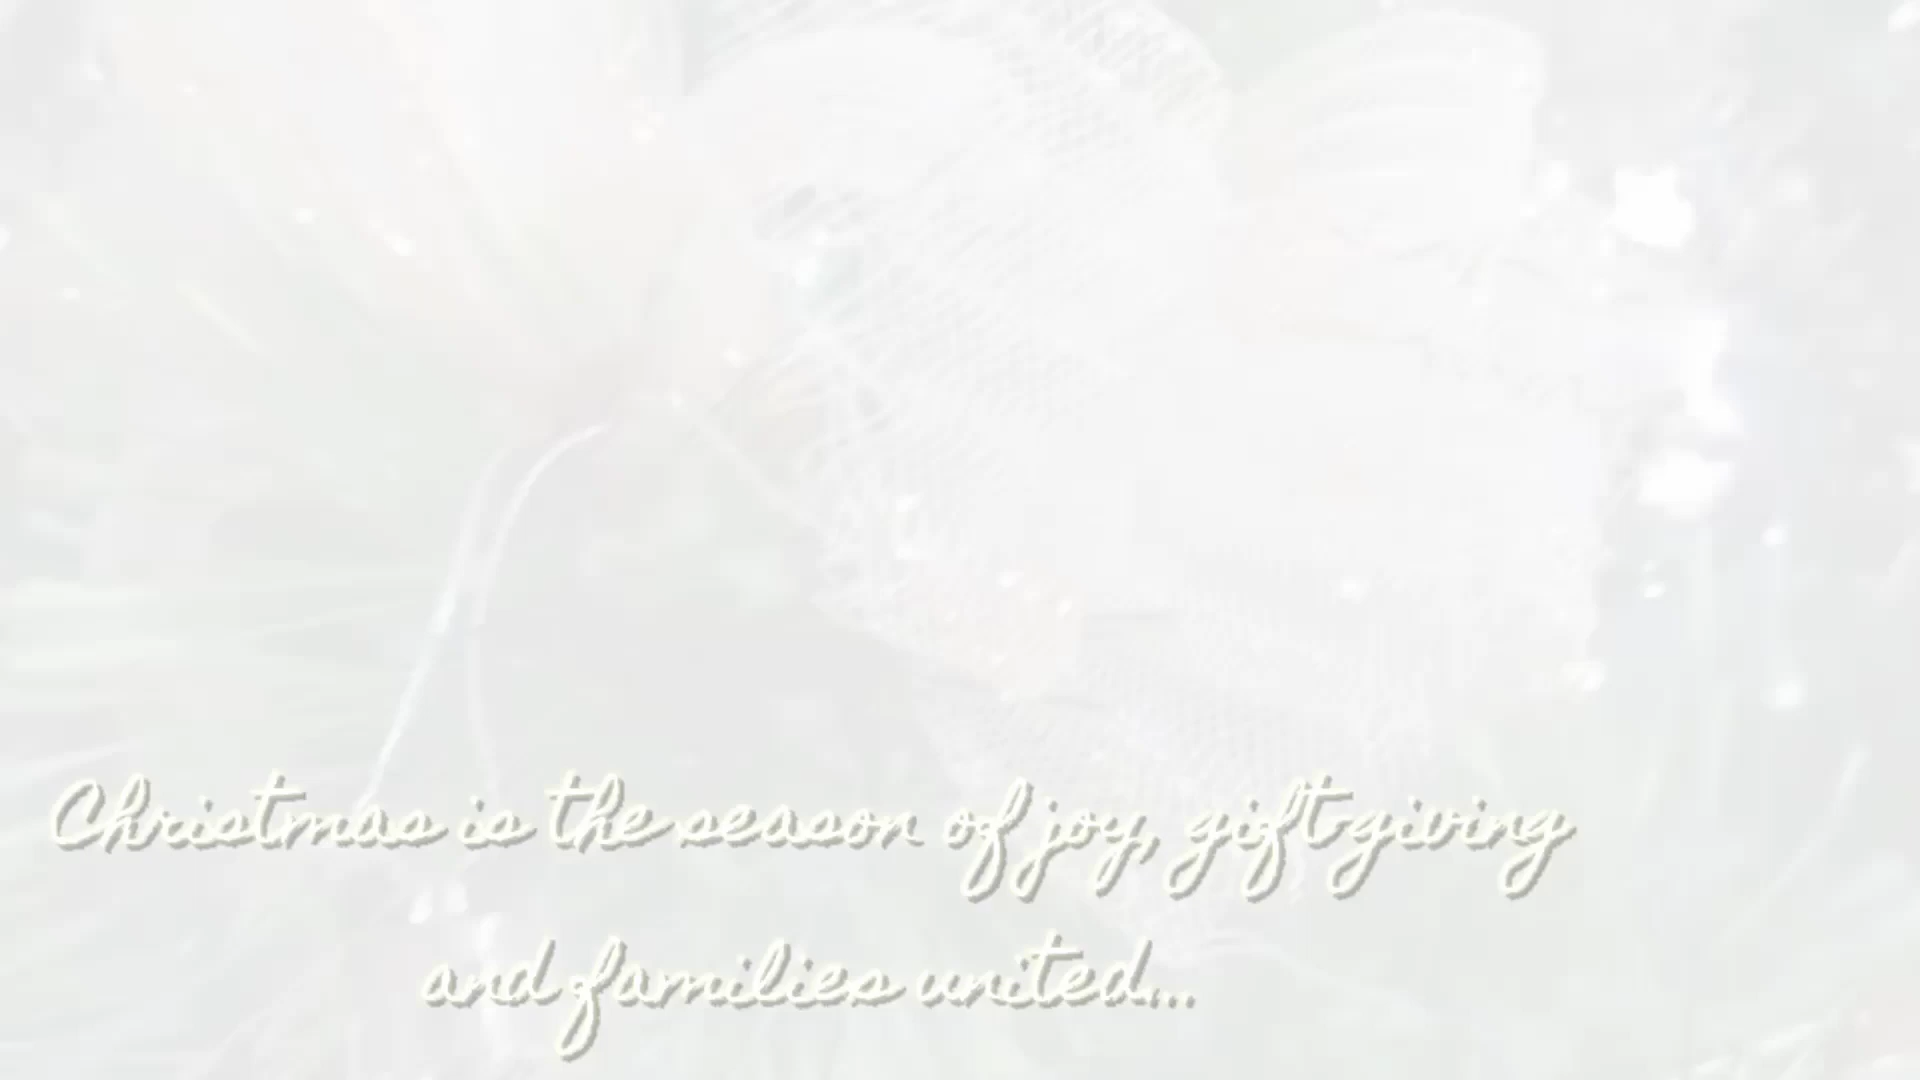 Christmas is the season of joy, gift-giving
and families united...